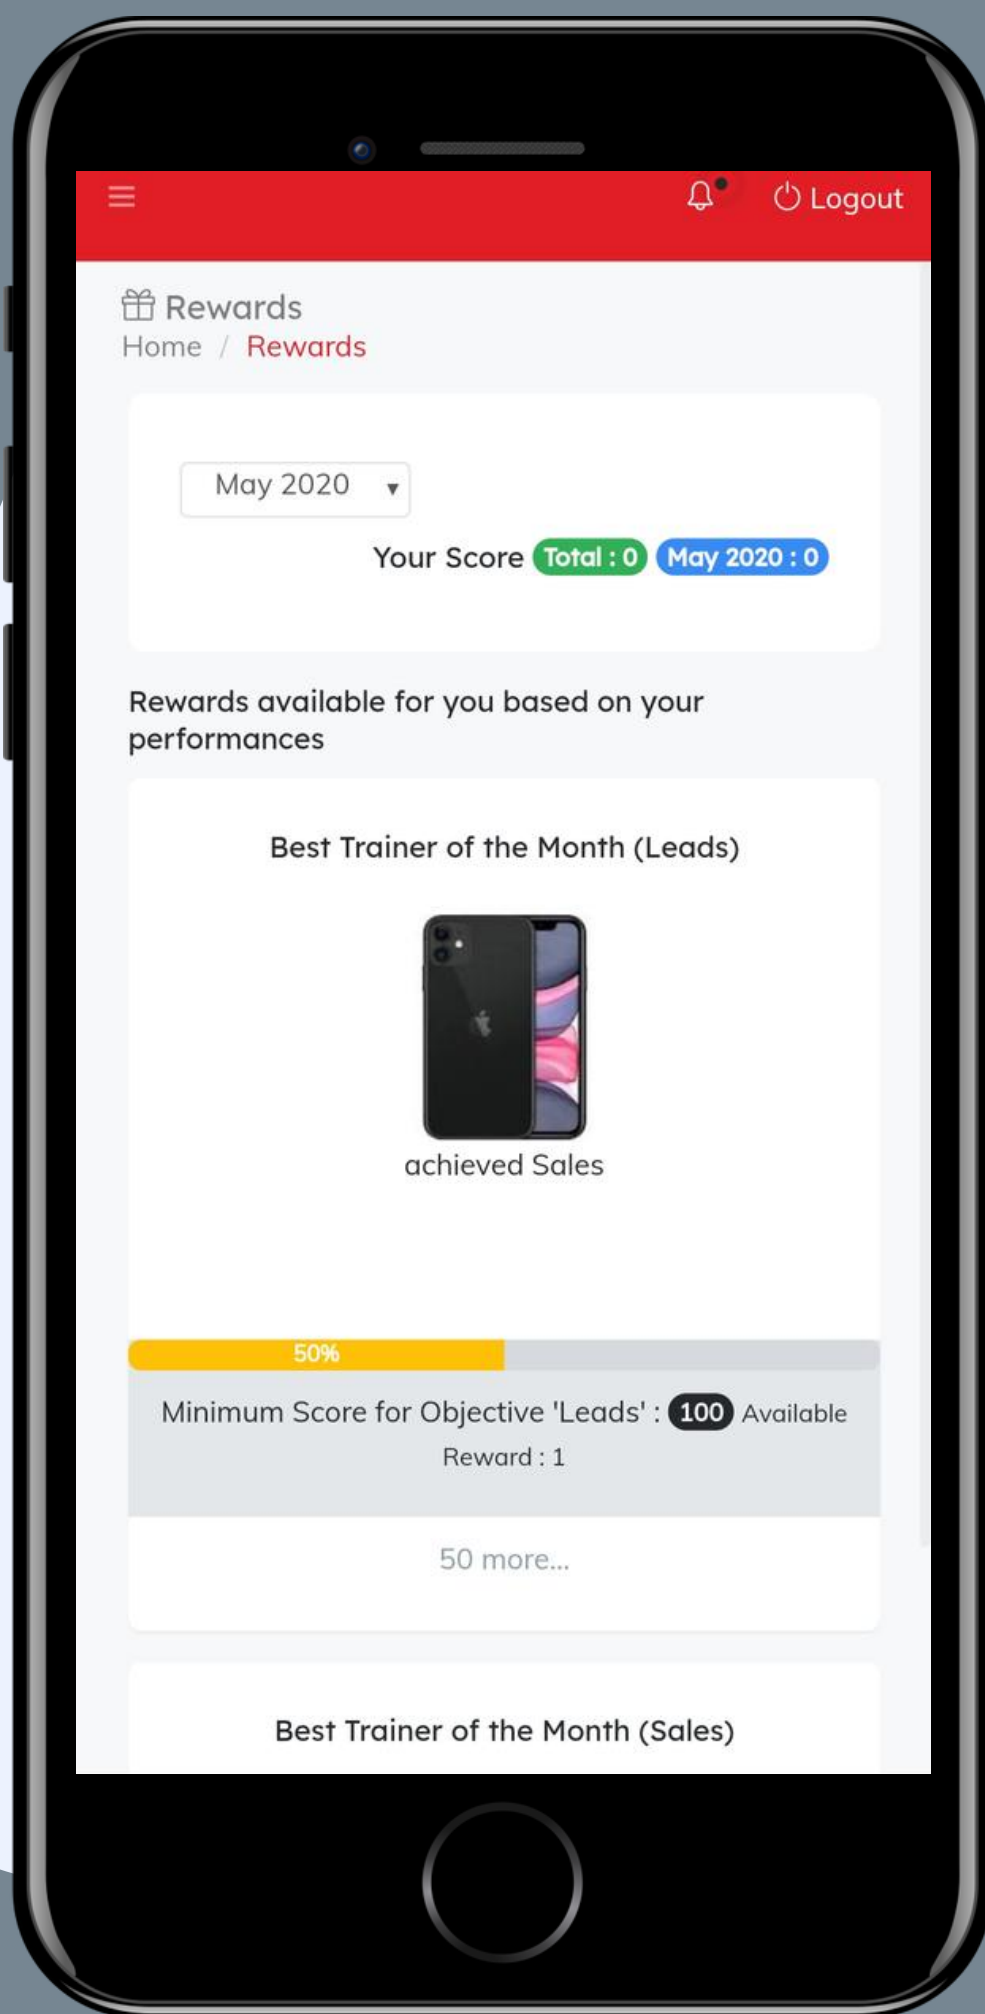 Logout
Rewards
Home / Rewards
May 2020
Your Score Total : 0 May 2020 : 0
Rewards available for you based on your
performances
Best Trainer of the Month (Leads)
achieved Sales
50%
Minimum Score for Objective 'Leads' : 100 Available
Reward : 1
50 more...
Best Trainer of the Month (Sales)